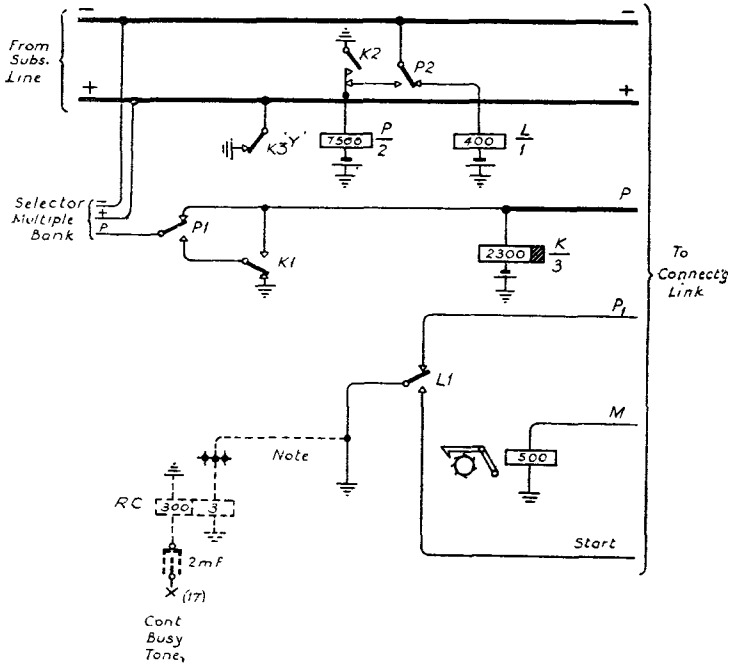 − −
From
Subs.
Line
K2
P2
+ +
K3 'Y'
7500 P/2
400 L/1
Selector
Multiple
Bank
−
+
P
P1
K1
P
2300 K/3
To
Connect'g
Link
P1
L1
M
500
Note
RC 300 3
2mF
(17)
Start
Cont
Busy
Tone,